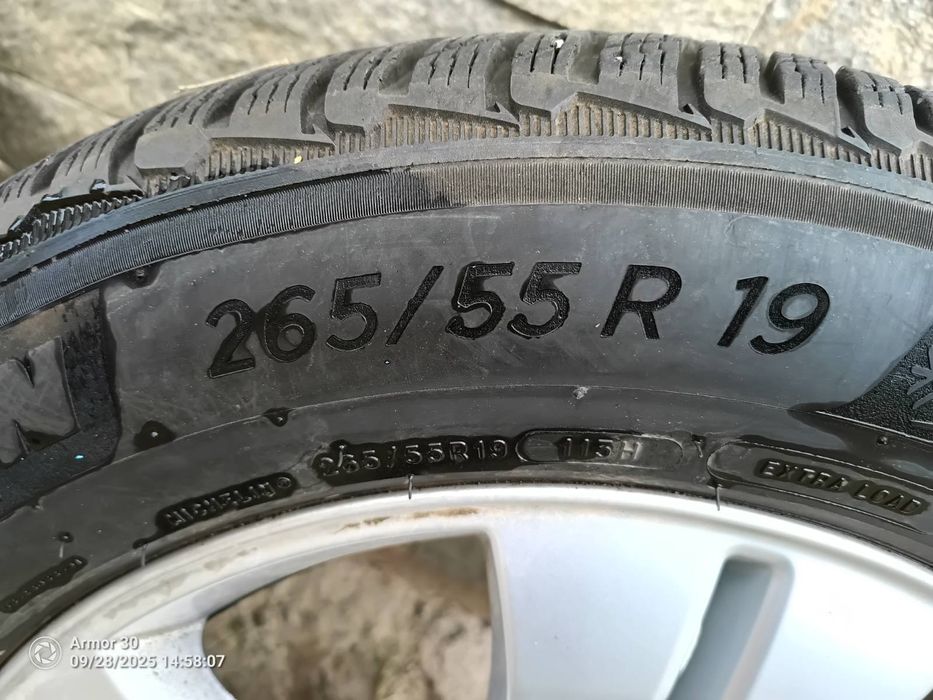 265/55 R 19
N
MICHELIN®
265/55R19 115H
EXTRA LOAD
Armor 30
09/28/2025 14:58:07